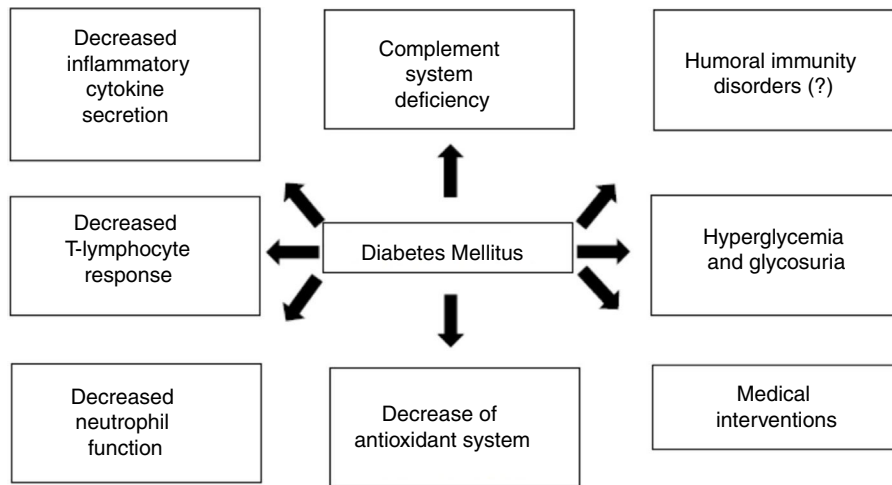 Decreased
inflammatory
cytokine
secretion
Complement
system
deficiency
Humoral immunity
disorders (?)
Decreased
T-lymphocyte
response
Diabetes Mellitus
Hyperglycemia
and glycosuria
Decreased
neutrophil
function
Decrease of
antioxidant system
Medical
interventions